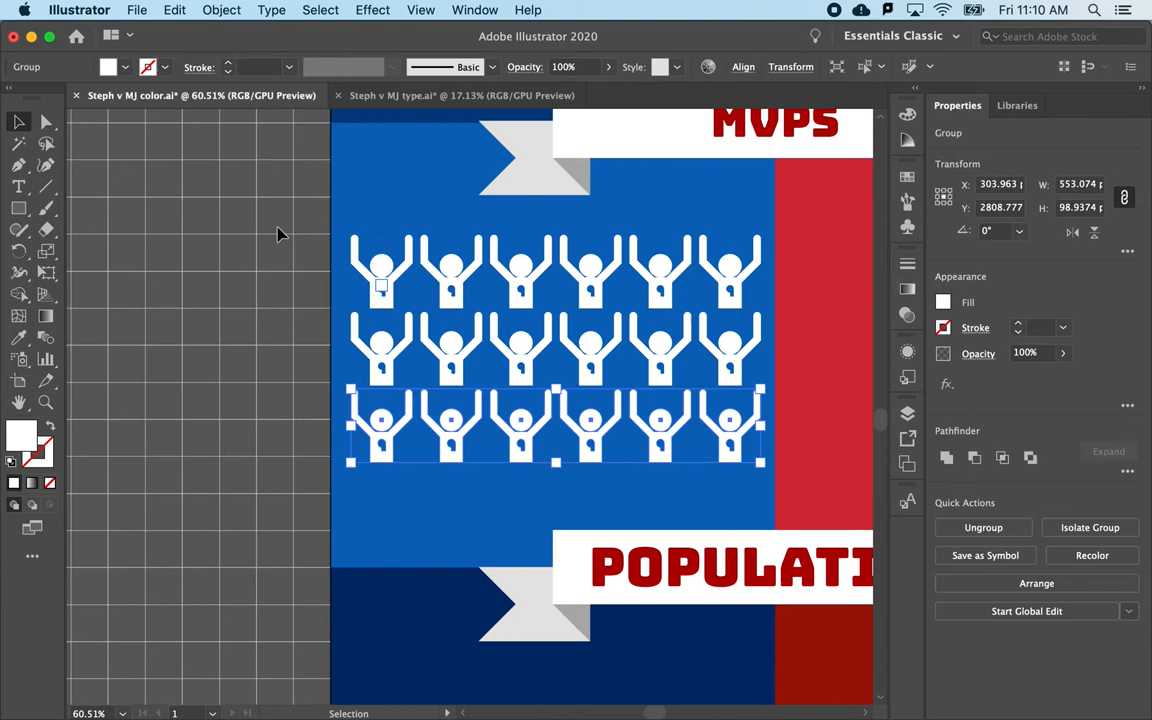 Illustrator File Edit Object Type Select Effect View Window Help Fri 11:10 AM
Adobe Illustrator 2020 Essentials Classic Search Adobe Stock
Group Stroke: Basic Opacity: 100% Style: Align Transform
Steph v MJ color.ai* @ 60.51% (RGB/GPU Preview) Steph v MJ type.ai* @ 17.13% (RGB/GPU Preview)
Properties Libraries
MVPS
Group
Transform
X: 303.963 W: 553.074
Y: 2808.777 H: 98.9374
0°
Appearance
Fill
Stroke
Opacity 100%
fx.
Pathfinder
Expand
Quick Actions
Ungroup Isolate Group
Save as Symbol Recolor
POPULATI
Arrange
Start Global Edit
60.51% 1 Selection